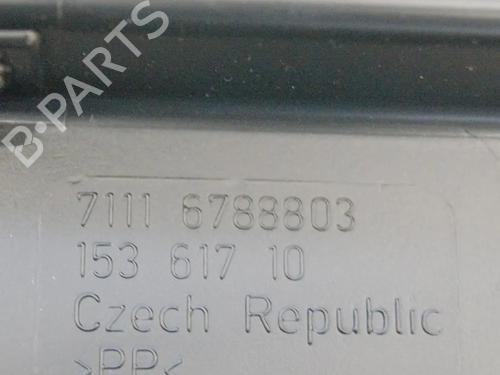 B-PARTS
7111 6788803
153 617 10
Czech Republic
>PP<